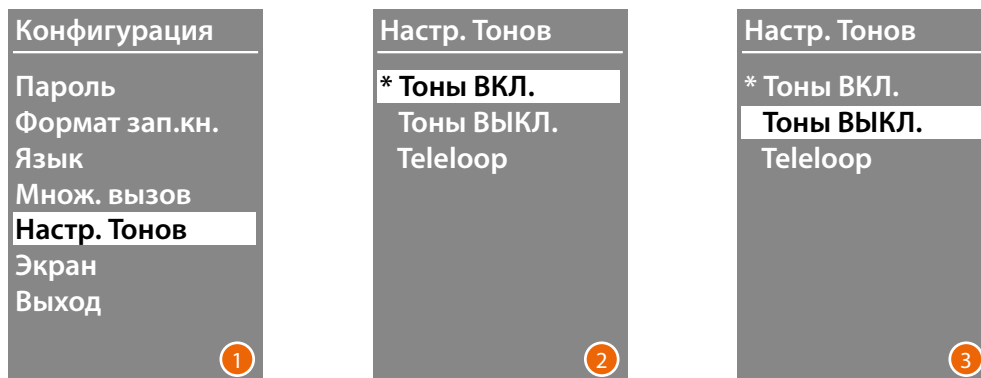 Конфигурация
Пароль
Формат зап.кн.
Язык
Множ. вызов
Настр. Тонов
Экран
Выход
1
Настр. Тонов
* Тоны ВКЛ.
Тоны ВЫКЛ.
Teleloop
2
Настр. Тонов
* Тоны ВКЛ.
Тоны ВЫКЛ.
Teleloop
3